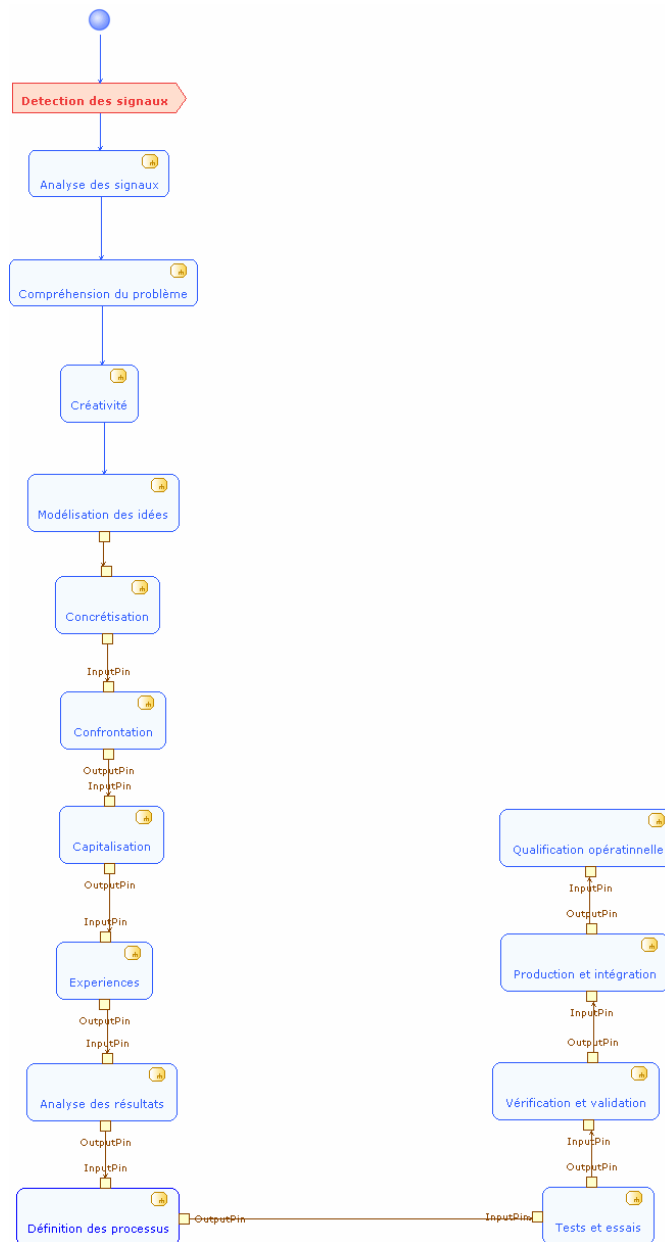 Detection des signaux
Analyse des signaux
Compréhension du problème
Créativité
Modélisation des idées
Concrétisation
InputPin
Confrontation
OutputPin
InputPin
Capitalisation
OutputPin
InputPin
Experiences
OutputPin
InputPin
Analyse des résultats
OutputPin
InputPin
Définition des processus
OutputPin
InputPin
Tests et essais
OutputPin
InputPin
Vérification et validation
OutputPin
InputPin
Production et intégration
OutputPin
InputPin
Qualification opératinnelle